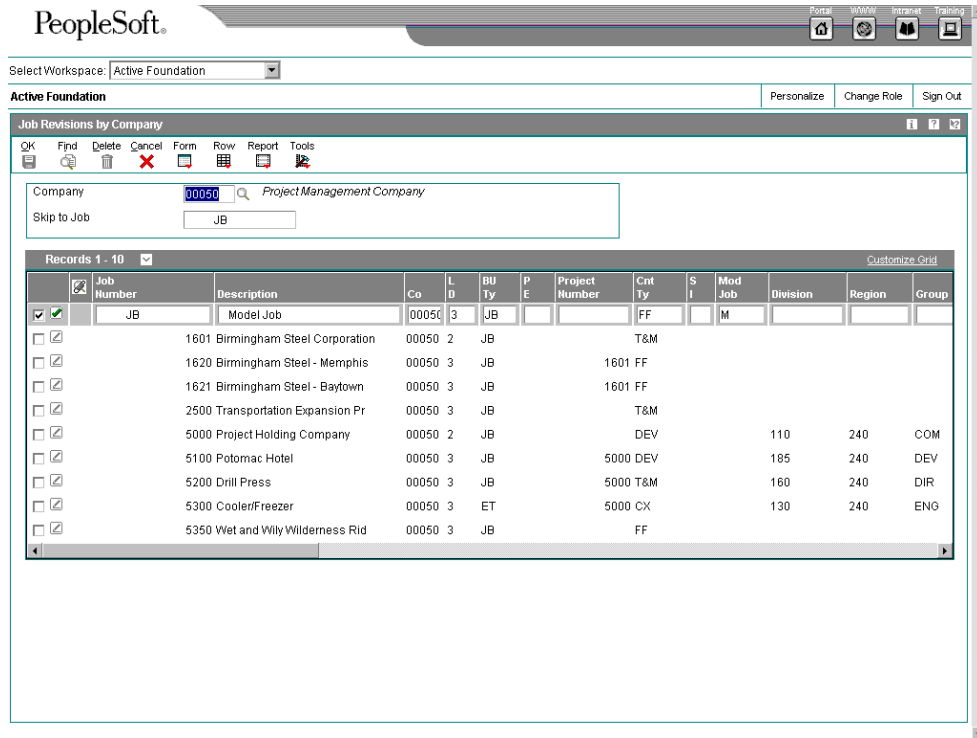 Portal WWW Intranet Training
PeopleSoft®
Select Workspace: Active Foundation
Active Foundation Personalize Change Role Sign Out
Job Revisions by Company i ? ?
OK Find Delete Cancel Form Row Report Tools
Company 00050 Project Management Company
Skip to Job JB
Records 1 - 10 Customize Grid
Job L BU P Project Cnt S Mod
Number Description Co D Ty E Number Ty I Job Division Region Group
JB Model Job 00050 3 JB FF M
1601 Birmingham Steel Corporation 00050 2 JB T&M
1620 Birmingham Steel - Memphis 00050 3 JB 1601 FF
1621 Birmingham Steel - Baytown 00050 3 JB 1601 FF
2500 Transportation Expansion Pr 00050 3 JB T&M
5000 Project Holding Company 00050 2 JB DEV 110 240 COM
5100 Potomac Hotel 00050 3 JB 5000 DEV 185 240 DEV
5200 Drill Press 00050 3 JB 5000 T&M 160 240 DIR
5300 Cooler/Freezer 00050 3 ET 5000 CX 130 240 ENG
5350 Wet and Wily Wilderness Rid 00050 3 JB FF